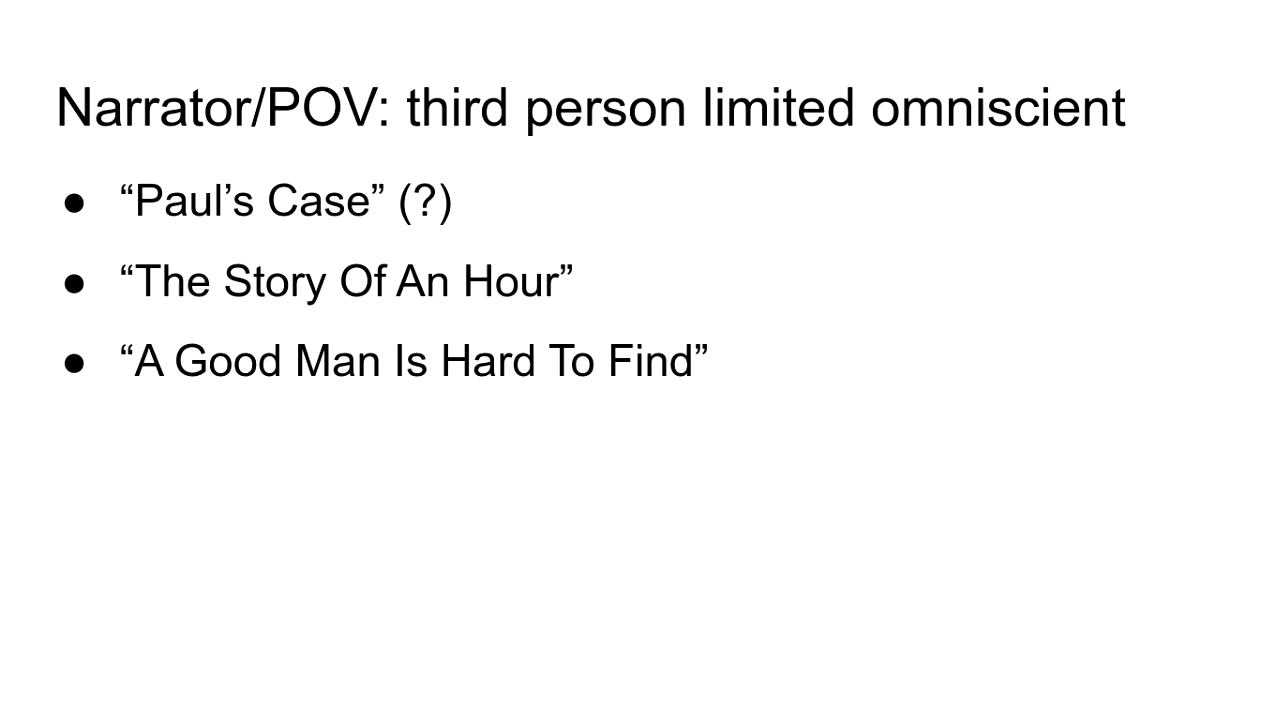 Narrator/POV: third person limited omniscient
● “Paul’s Case” (?)
● “The Story Of An Hour”
● “A Good Man Is Hard To Find”